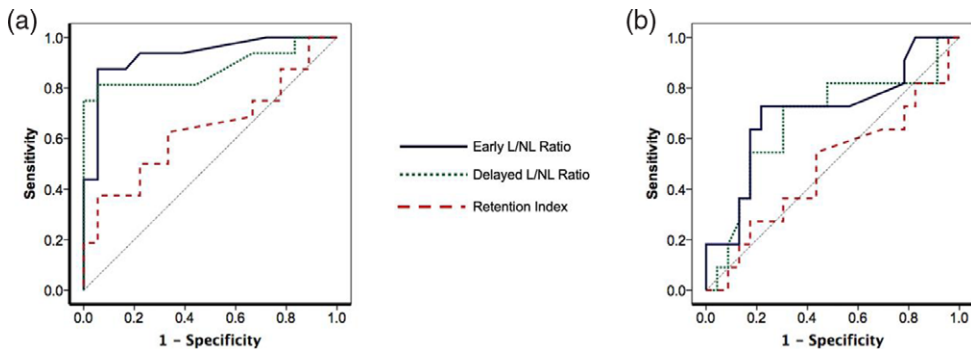 (a)
1.0
0.8
0.6
0.4
0.2
0.0
Sensitivity
0.0 0.2 0.4 0.6 0.8 1.0
1 – Specificity
Early L/NL Ratio
Delayed L/NL Ratio
Retention Index
(b)
1.0
0.8
0.6
0.4
0.2
0.0
Sensitivity
0.0 0.2 0.4 0.6 0.8 1.0
1 – Specificity